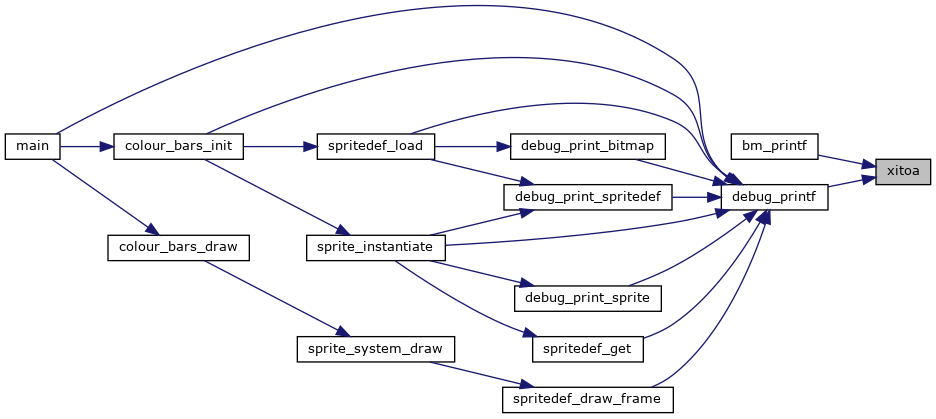 main
colour_bars_init
spritedef_load
debug_print_bitmap
bm_printf
xitoa
debug_print_spritedef
debug_printf
colour_bars_draw
sprite_instantiate
debug_print_sprite
sprite_system_draw
spritedef_get
spritedef_draw_frame